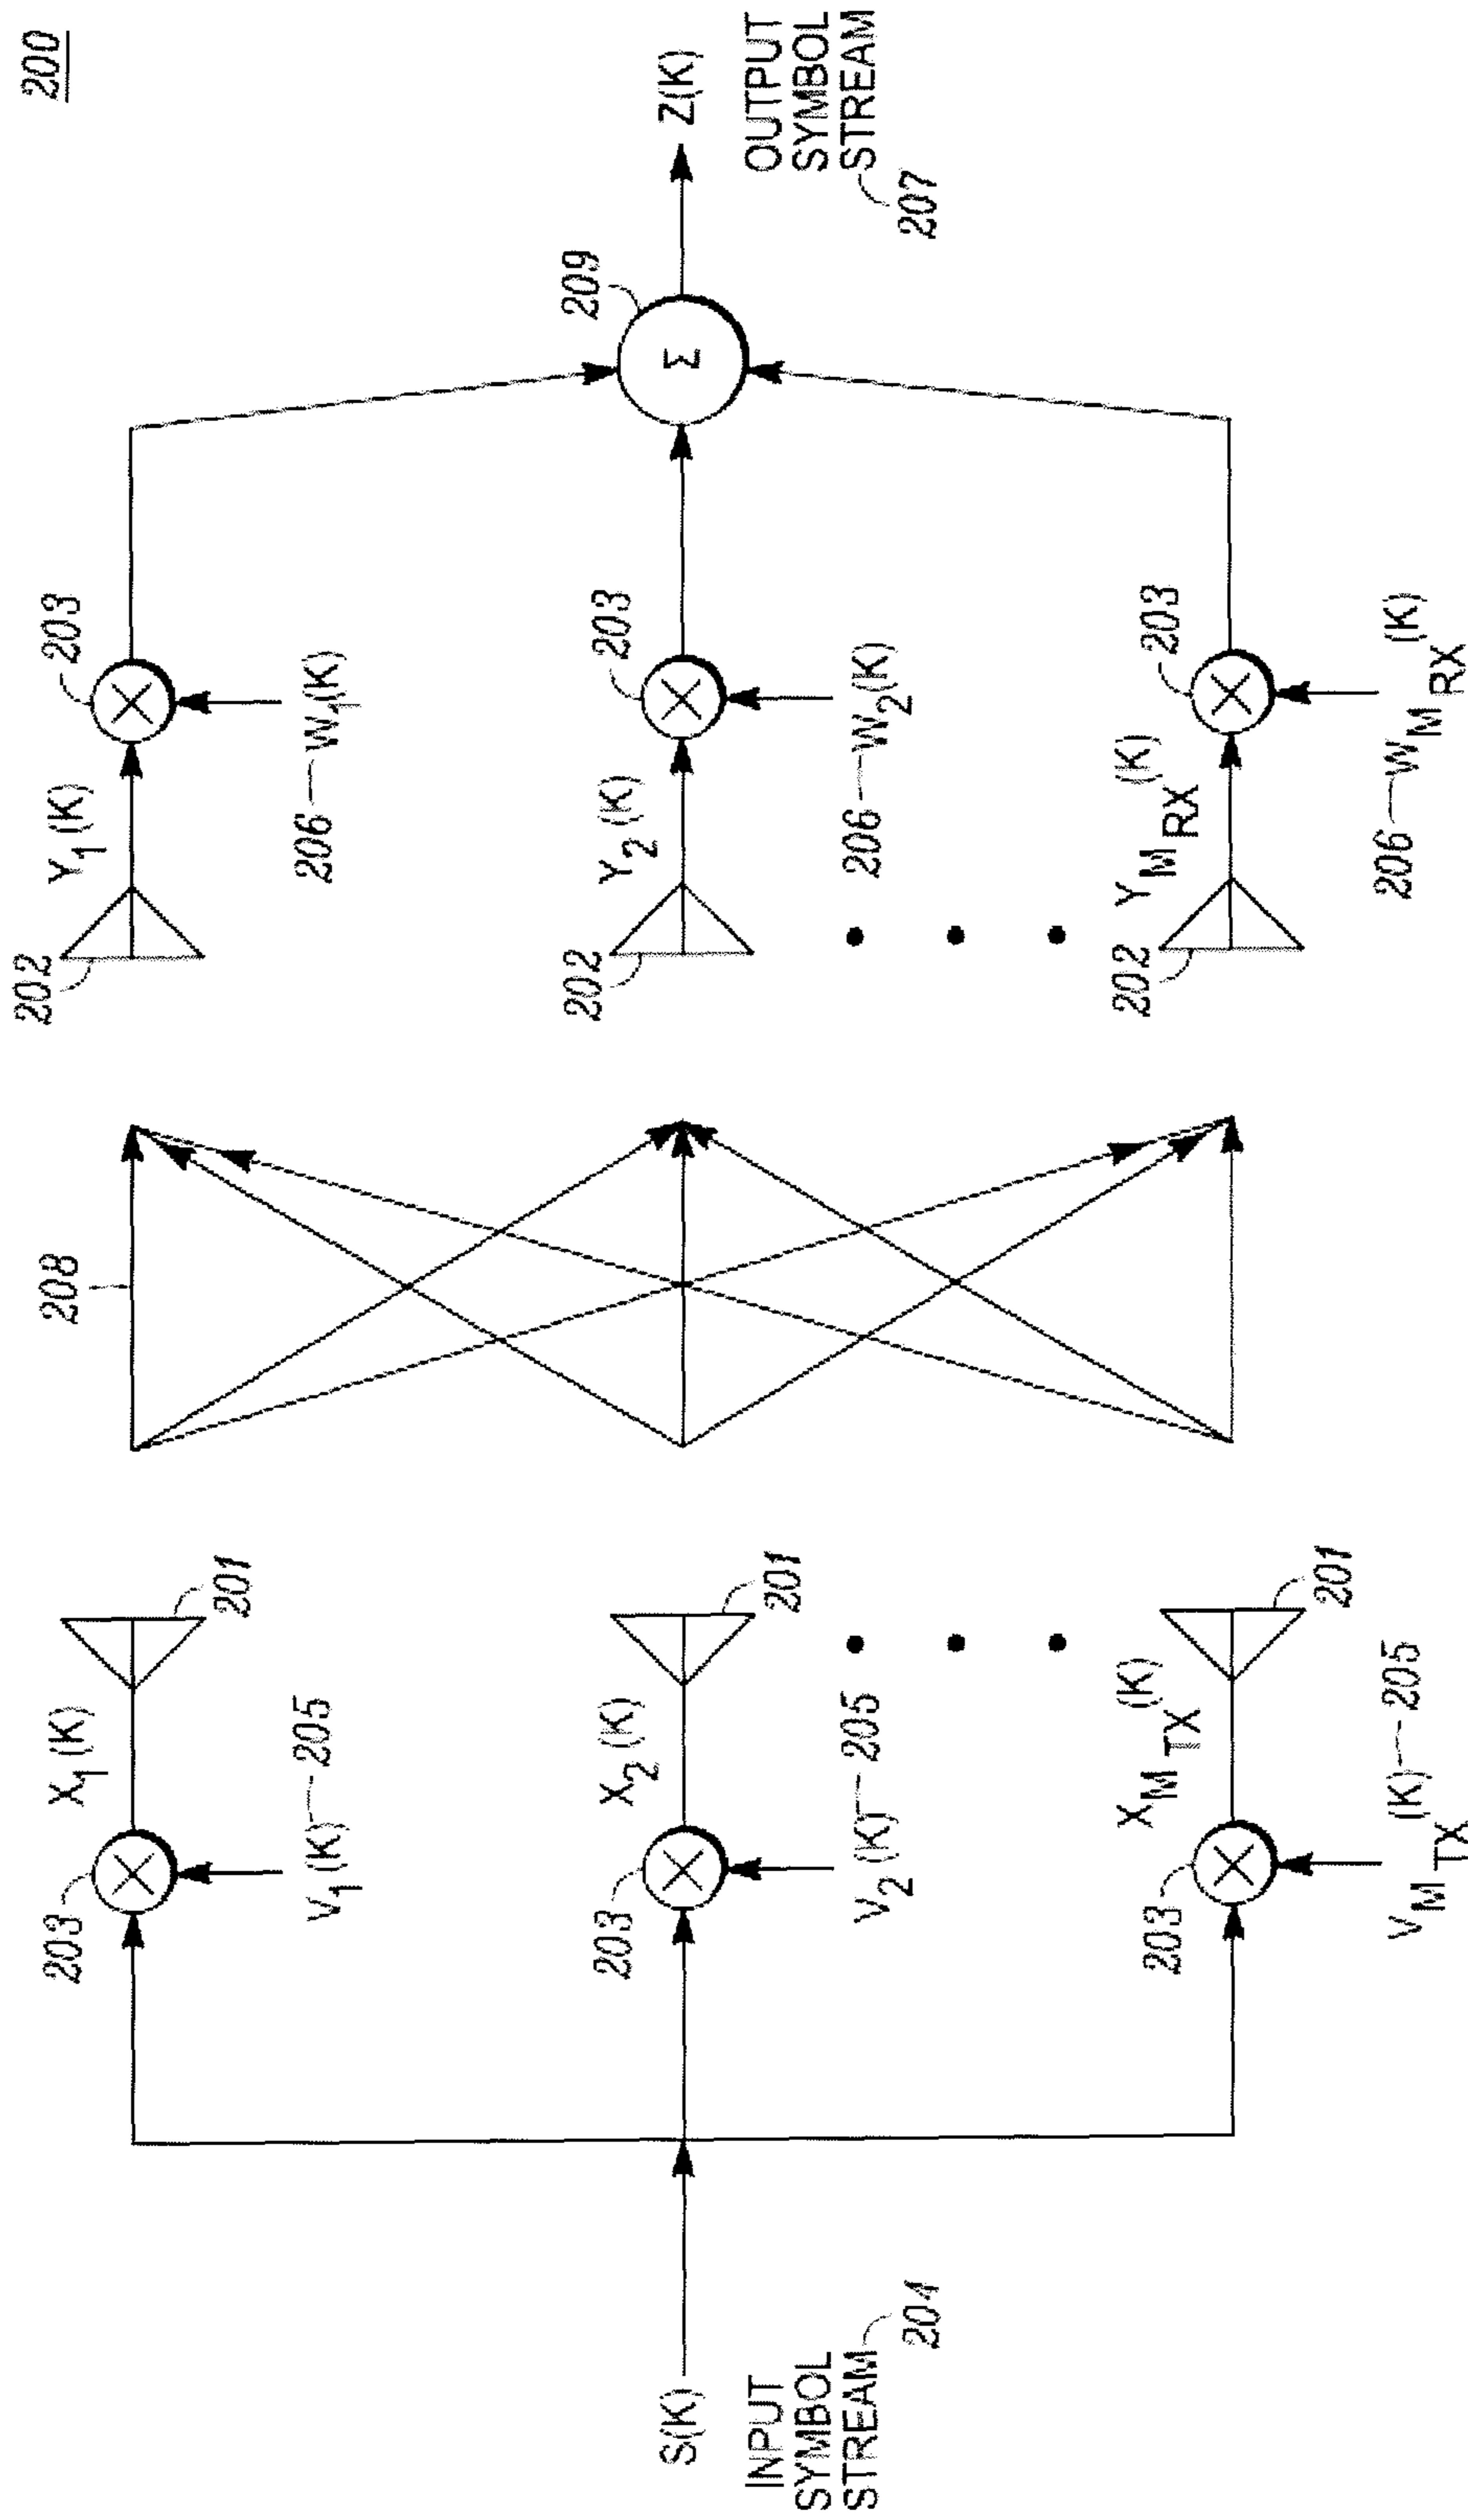 200
S(K)
INPUT
SYMBOL
STREAM 204
203
X1(K)
V1(K) 205
201
203
X2(K)
V2(K) 205
201
203
XMTX(K)
VMTX(K) 205
201
208
202
Y1(K)
203
206 W1(K)
202
Y2(K)
203
206 W2(K)
202
YMRX(K)
203
206 WMRX(K)
209
Σ
Z(K)
OUTPUT
SYMBOL
STREAM
207